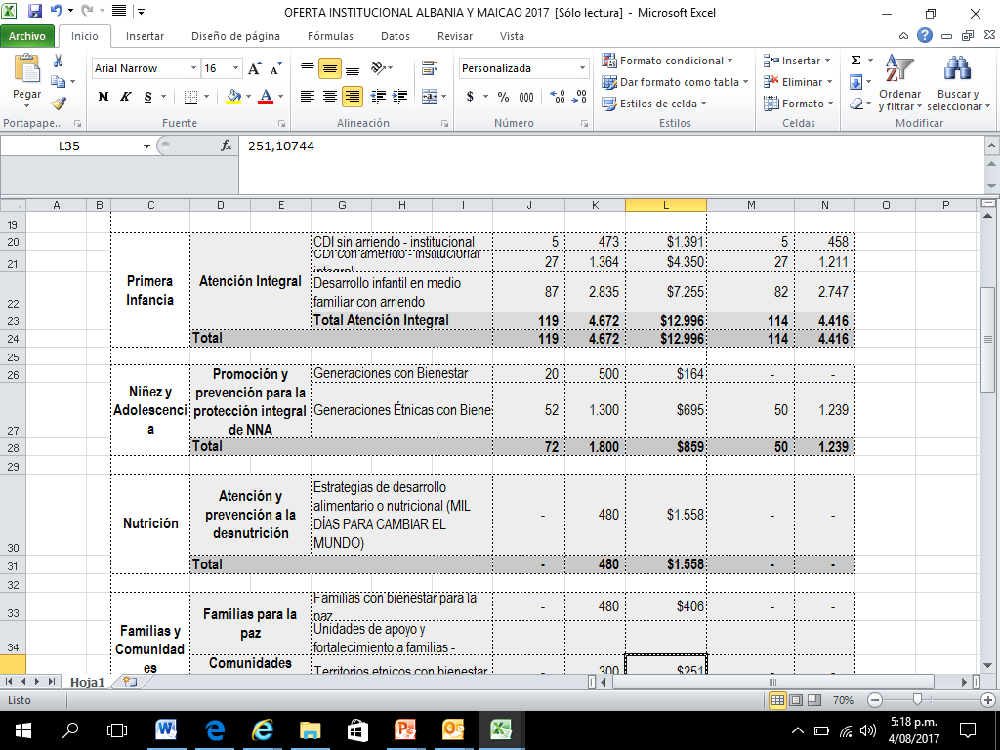 OFERTA INSTITUCIONAL ALBANIA Y MAICAO 2017 [Sólo lectura] - Microsoft Excel
Archivo Inicio Insertar Diseño de página Fórmulas Datos Revisar Vista
Arial Narrow 16 A A Personalizada Formato condicional Insertar Σ
Pegar N K S A $ % 000 Dar formato como tabla Eliminar Ordenar y filtrar Buscar y seleccionar
Estilos de celda Formato
Portapape... Fuente Alineación Número Estilos Celdas Modificar
L35 fx 251,10744
A B C D E G H I J K L M N O P
19
20 CDI sin arriendo - institucional 5 473 $1.391 5 458
21 CDI con arriendo - institucional integral 27 1.364 $4.350 27 1.211
Primera Infancia Atención Integral
22 Desarrollo infantil en medio familiar con arriendo 87 2.835 $7.255 82 2.747
23 Total Atención Integral 119 4.672 $12.996 114 4.416
24 Total 119 4.672 $12.996 114 4.416
25
26 Generaciones con Bienestar 20 500 $164 - -
Niñez y Adolescencia Promoción y prevención para la protección integral de NNA
27 Generaciones Étnicas con Biene 52 1.300 $695 50 1.239
28 Total 72 1.800 $859 50 1.239
29
Nutrición Atención y prevención a la desnutrición
30 Estrategias de desarrollo alimentario o nutricional (MIL DÍAS PARA CAMBIAR EL MUNDO) - 480 $1.558 - -
31 Total - 480 $1.558 - -
32
33 Familias con bienestar para la paz - 480 $406 - -
Familias y Comunidades Familias para la paz
34 Unidades de apoyo y fortalecimiento a familias -
Comunidades Territorios etnicos con bienestar - 300 $251 - -
Hoja1
Listo 70%
5:18 p.m.
4/08/2017